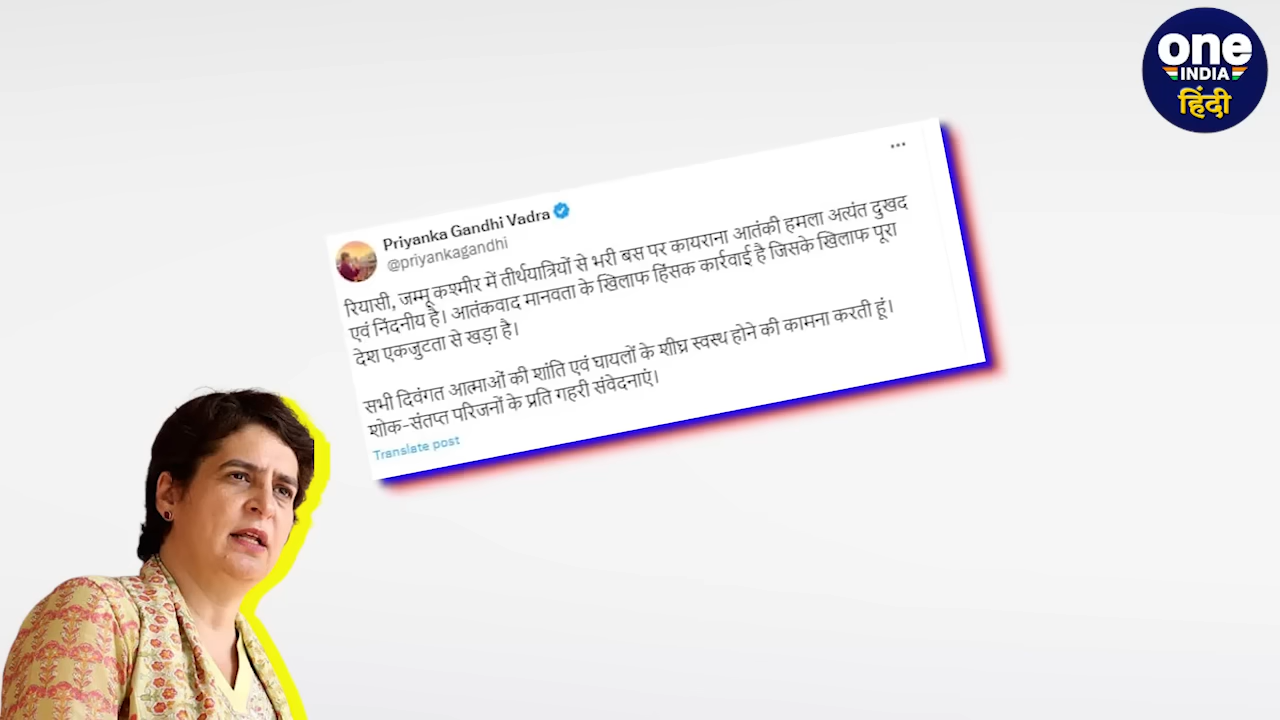 one
INDIA
हिंदी
...
Priyanka Gandhi Vadra
@priyankagandhi
रियासी, जम्मू कश्मीर में तीर्थयात्रियों से भरी बस पर कायराना आतंकी हमला अत्यंत दुखद
एवं निंदनीय है। आतंकवाद मानवता के खिलाफ हिंसक कार्रवाई है जिसके खिलाफ पूरा
देश एकजुटता से खड़ा है।
सभी दिवंगत आत्माओं की शांति एवं घायलों के शीघ्र स्वस्थ होने की कामना करती हूं।
शोक-संतप्त परिजनों के प्रति गहरी संवेदनाएं।
Translate post